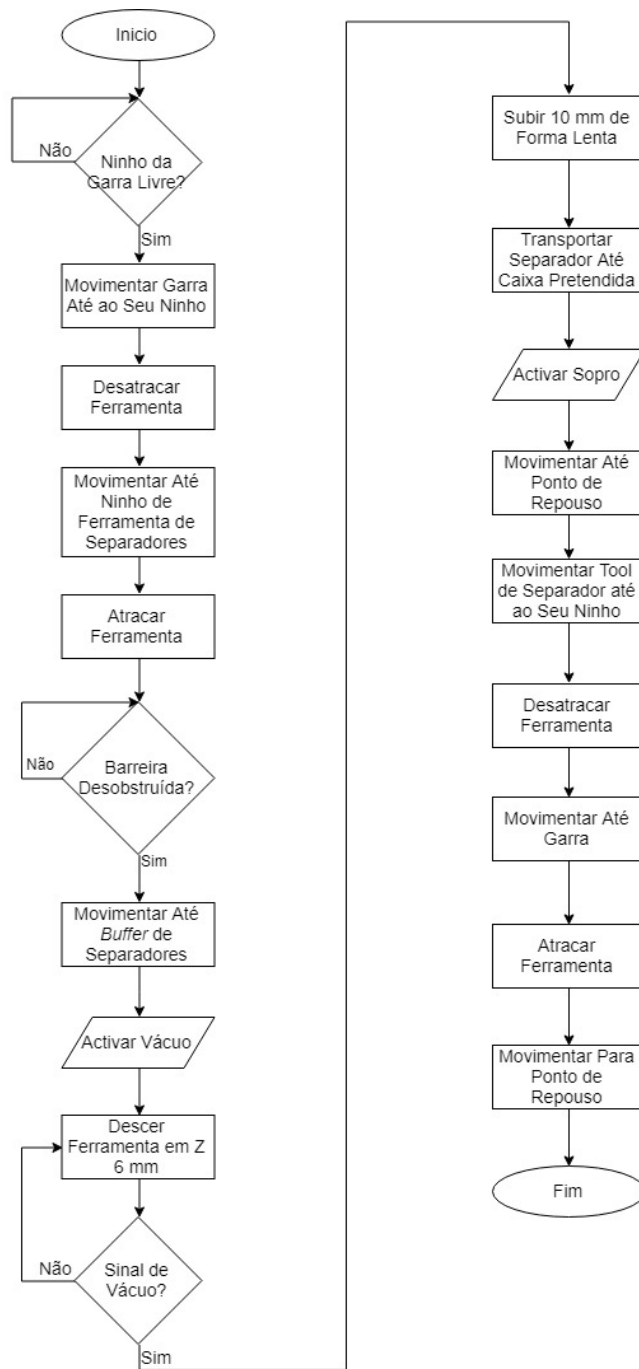 Inicio
Não
Ninho da
Garra Livre?
Sim
Movimentar Garra
Até ao Seu Ninho
Desatracar
Ferramenta
Movimentar Até
Ninho de
Ferramenta de
Separadores
Atracar
Ferramenta
Não
Barreira
Desobstruída?
Sim
Movimentar Até
Buffer de
Separadores
Activar Vácuo
Descer
Ferramenta em Z
6 mm
Não
Sinal de
Vácuo?
Sim
Subir 10 mm de
Forma Lenta
Transportar
Separador Até
Caixa Pretendida
Activar Sopro
Movimentar Até
Ponto de
Repouso
Movimentar Tool
de Separador até
ao Seu Ninho
Desatracar
Ferramenta
Movimentar Até
Garra
Atracar
Ferramenta
Movimentar Para
Ponto de
Repouso
Fim